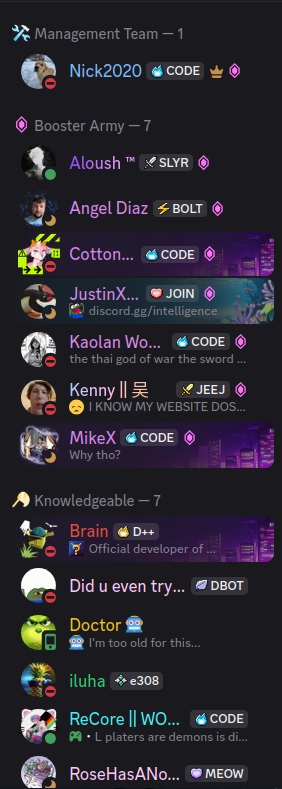 Management Team — 1
Nick2020 CODE
Booster Army — 7
Aloush ™ SLYR
Angel Diaz BOLT
Cotton... CODE
JustinX... JOIN
discord.gg/intelligence
Kaolan Wo... CODE
the thai god of war the sword ...
Kenny || 吴 JEEJ
I KNOW MY WEBSITE DOS...
MikeX CODE
Why tho?
Knowledgeable — 7
Brain D++
Official developer of ...
Did u even try... DBOT
Doctor
I'm too old for this...
iluha e308
ReCore || WO... CODE
• L platers are demons is di...
RoseHasANo... MEOW